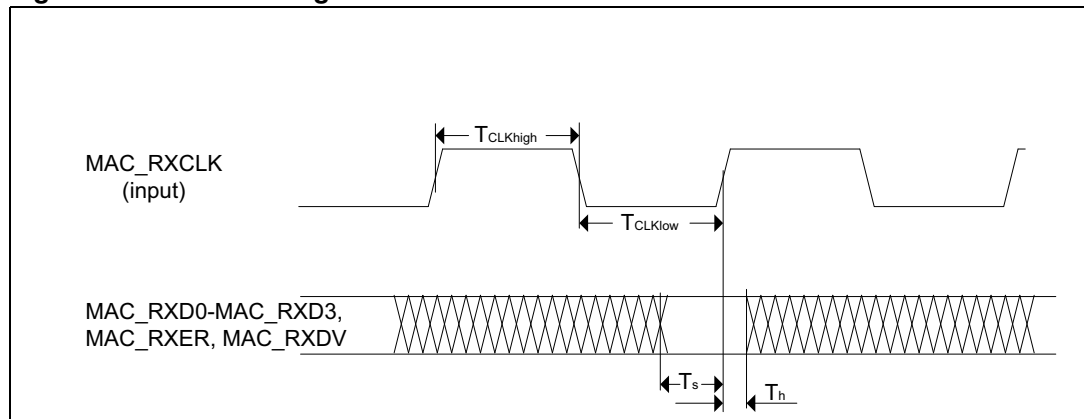 TCLKhigh
MAC_RXCLK
(input)
TCLKlow
MAC_RXD0-MAC_RXD3,
MAC_RXER, MAC_RXDV
Ts
Th